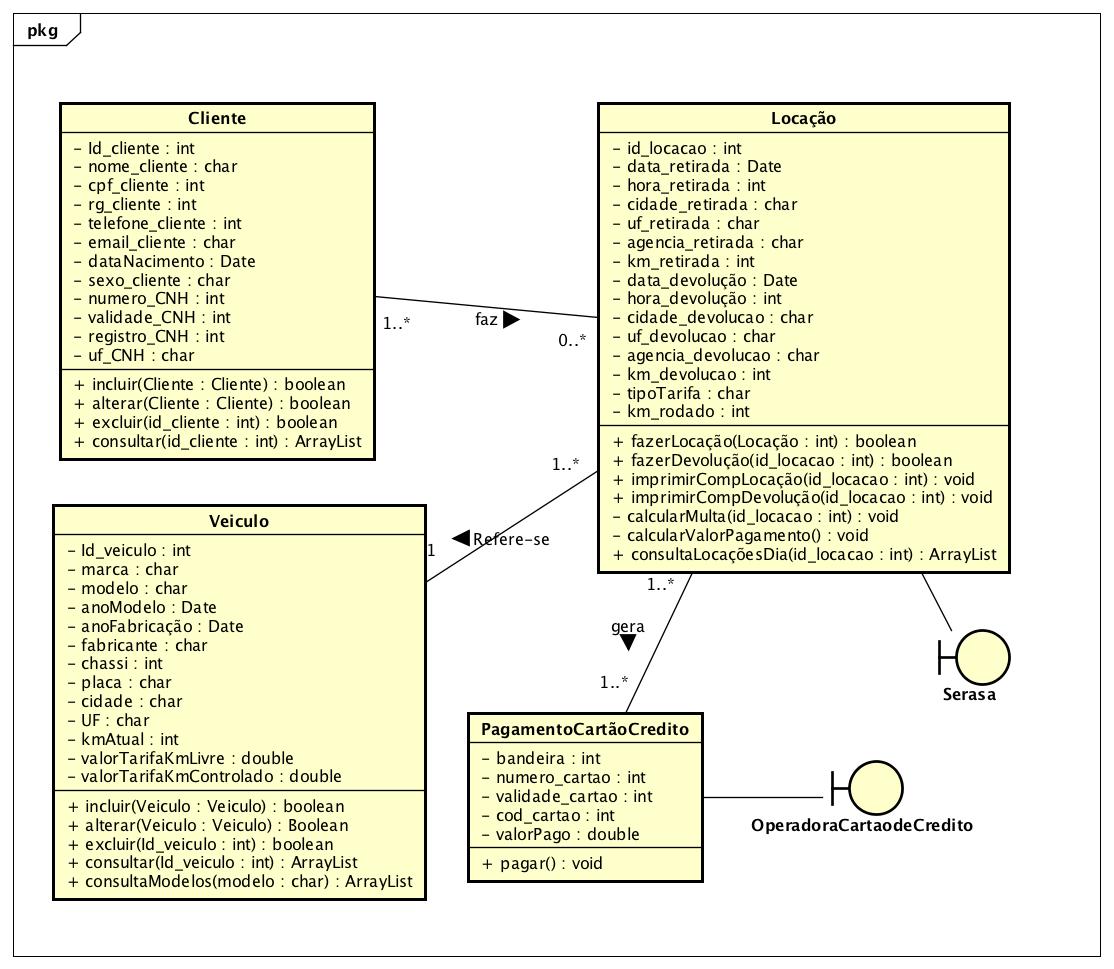 pkg
Cliente
- Id_cliente : int
- nome_cliente : char
- cpf_cliente : int
- rg_cliente : int
- telefone_cliente : int
- email_cliente : char
- dataNacimento : Date
- sexo_cliente : char
- numero_CNH : int
- validade_CNH : int
- registro_CNH : int
- uf_CNH : char
+ incluir(Cliente : Cliente) : boolean
+ alterar(Cliente : Cliente) : boolean
+ excluir(id_cliente : int) : boolean
+ consultar(id_cliente : int) : ArrayList
1..*
faz
0..*
Locação
- id_locacao : int
- data_retirada : Date
- hora_retirada : int
- cidade_retirada : char
- uf_retirada : char
- agencia_retirada : char
- km_retirada : int
- data_devolução : Date
- hora_devolução : int
- cidade_devolucao : char
- uf_devolucao : char
- agencia_devolucao : char
- km_devolucao : int
- tipoTarifa : char
- km_rodado : int
+ fazerLocação(Locação : int) : boolean
+ fazerDevolução(id_locacao : int) : boolean
+ imprimirCompLocação(id_locacao : int) : void
+ imprimirCompDevolução(id_locacao : int) : void
- calcularMulta(id_locacao : int) : void
- calcularValorPagamento() : void
+ consultaLocaçõesDia(id_locacao : int) : ArrayList
1..*
Refere-se
1
Veiculo
- Id_veiculo : int
- marca : char
- modelo : char
- anoModelo : Date
- anoFabricação : Date
- fabricante : char
- chassi : int
- placa : char
- cidade : char
- UF : char
- kmAtual : int
- valorTarifaKmLivre : double
- valorTarifaKmControlado : double
+ incluir(Veiculo : Veiculo) : boolean
+ alterar(Veiculo : Veiculo) : Boolean
+ excluir(Id_veiculo : int) : boolean
+ consultar(Id_veiculo : int) : ArrayList
+ consultaModelos(modelo : char) : ArrayList
1..*
gera
1..*
PagamentoCartãoCredito
- bandeira : int
- numero_cartao : int
- validade_cartao : int
- cod_cartao : int
- valorPago : double
+ pagar() : void
Serasa
OperadoraCartaodeCredito